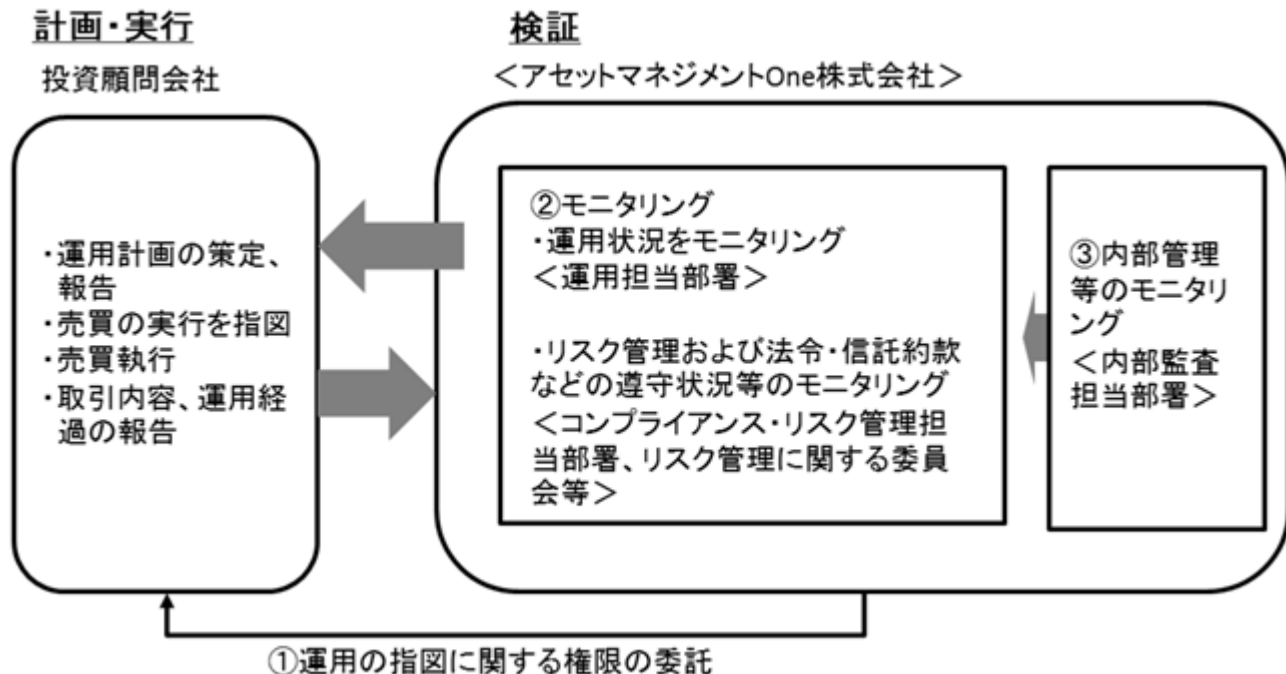 計画・実行
投資顧問会社
・運用計画の策定、
報告
・売買の実行を指図
・売買執行
・取引内容、運用経
過の報告
検証
＜アセットマネジメントOne株式会社＞
②モニタリング
・運用状況をモニタリング
＜運用担当部署＞
・リスク管理および法令・信託約款
などの遵守状況等のモニタリング
＜コンプライアンス・リスク管理担
当部署、リスク管理に関する委員
会等＞
③内部管理
等のモニタリ
ング
＜内部監査
担当部署＞
①運用の指図に関する権限の委託